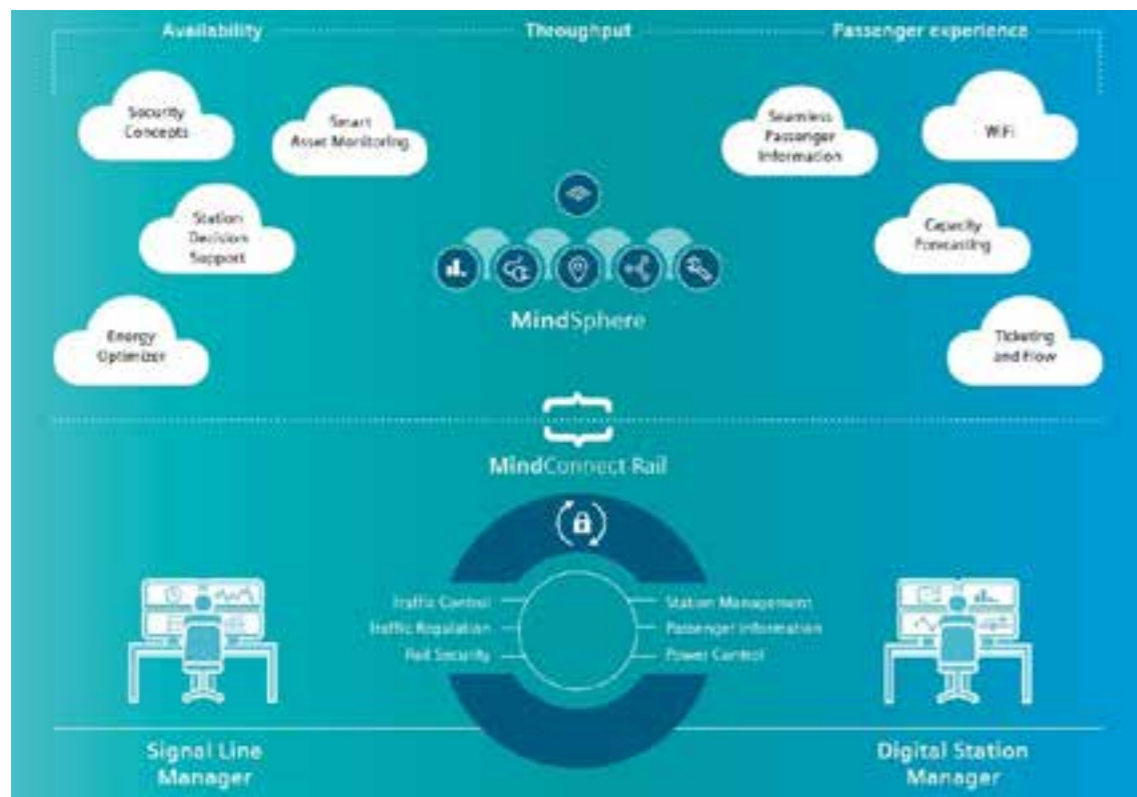 Availability
Throughput
Passenger experience
Security
Concepts
Smart
Asset Monitoring
Seamless
Passenger
Information
WiFi
Station
Decision
Support
Capacity
Forecasting
Energy
Optimizer
MindSphere
Ticketing
and Flow
MindConnect Rail
Traffic Control
Traffic Regulation
Rail Security
Station Management
Passenger Information
Power Control
Signal Line
Manager
Digital Station
Manager